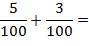 5/100 + 3/100 =